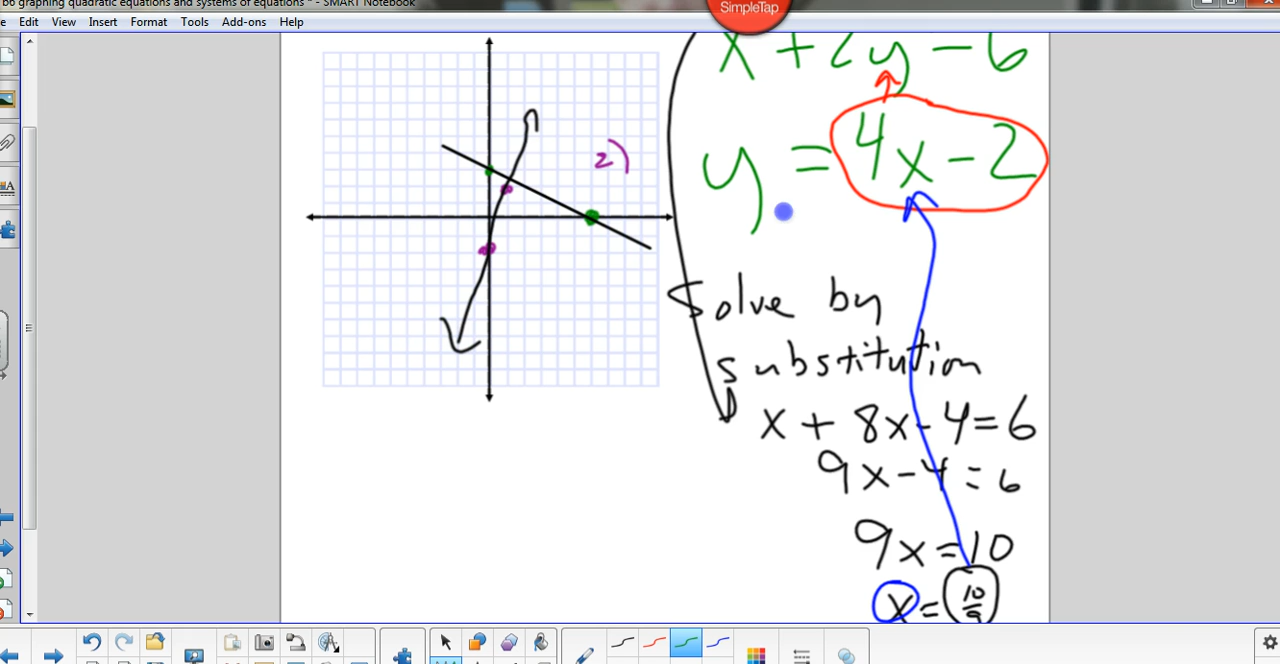 b6 graphing quadratic equations and systems of equations * - SMART Notebook
SimpleTap
Edit View Insert Format Tools Add-ons Help
x + 2y = 6
y = 4x - 2
2)
Solve by
substitution
x + 8x - 4 = 6
9x - 4 = 6
9x = 10
x = 10/9